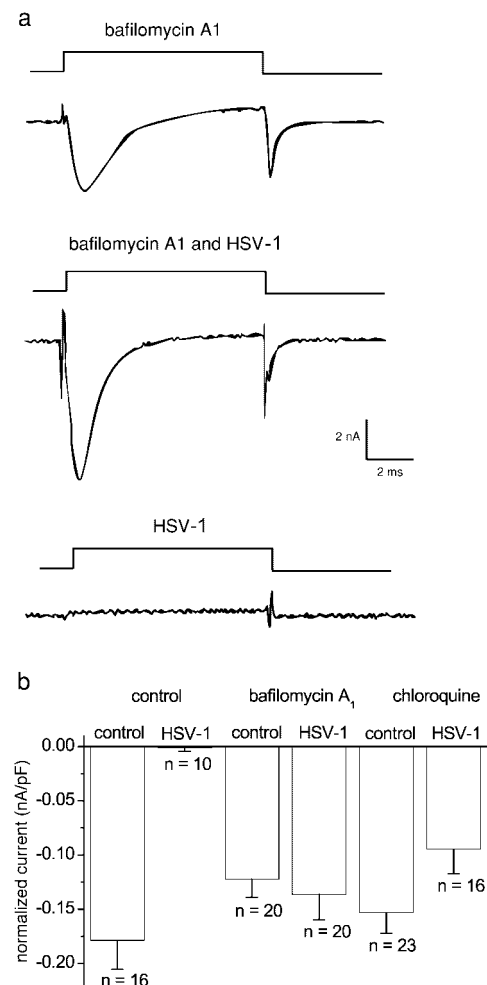 a
bafilomycin A1
bafilomycin A1 and HSV-1
2 nA
2 ms
HSV-1
b
control bafilomycin A1 chloroquine
control HSV-1 control HSV-1 control HSV-1
normalized current (nA/pF)
0.00
-0.05
-0.10
-0.15
-0.20
n = 16
n = 10
n = 20
n = 20
n = 23
n = 16